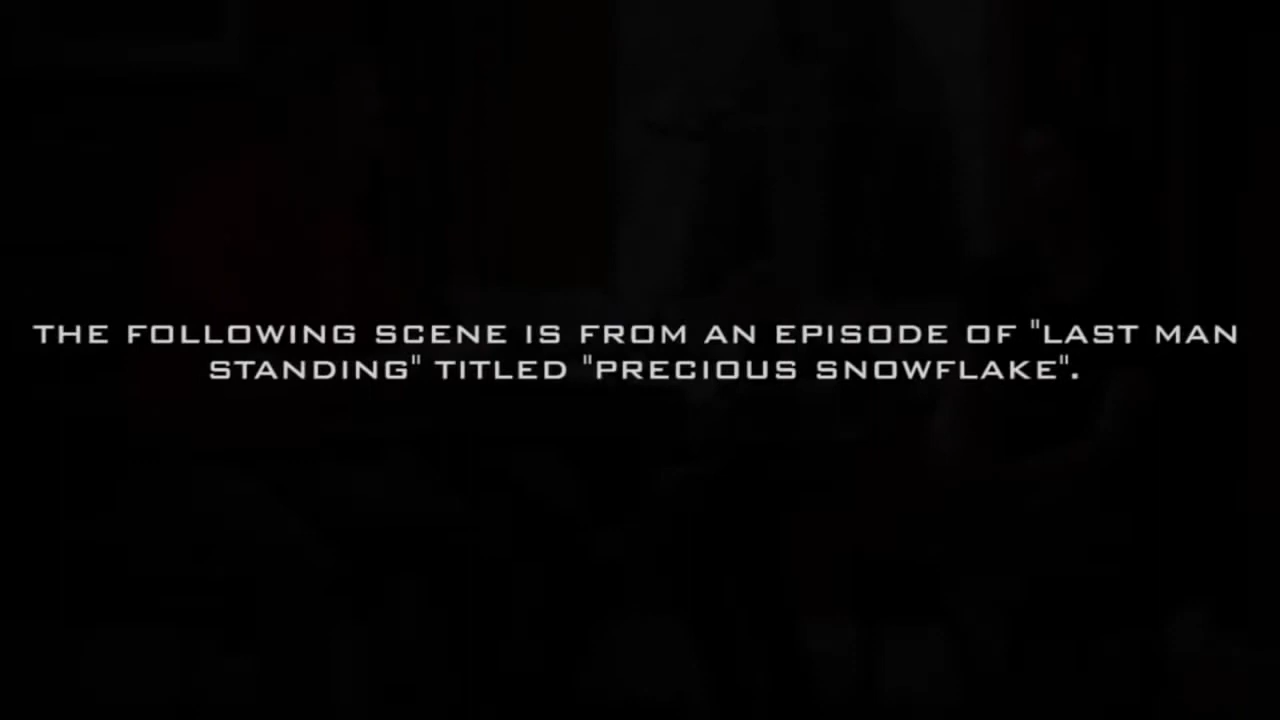 THE FOLLOWING SCENE IS FROM AN EPISODE OF "LAST MAN
STANDING" TITLED "PRECIOUS SNOWFLAKE".